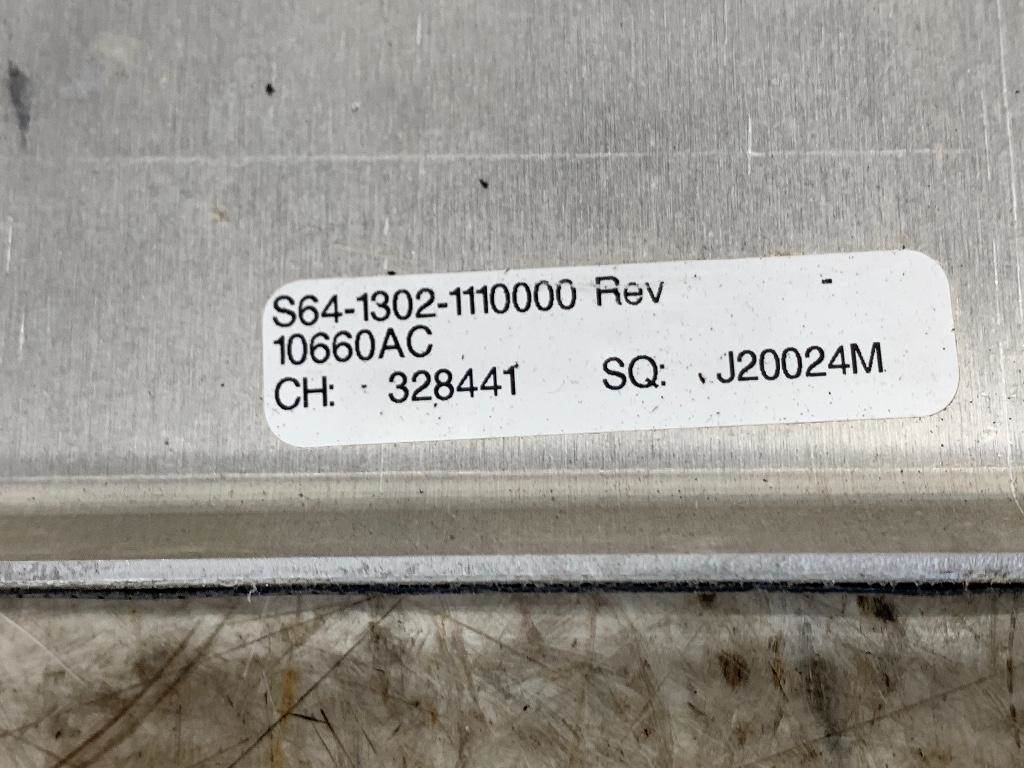 S64-1302-1110000 Rev -
10660AC
CH: 328441 SQ: J20024M